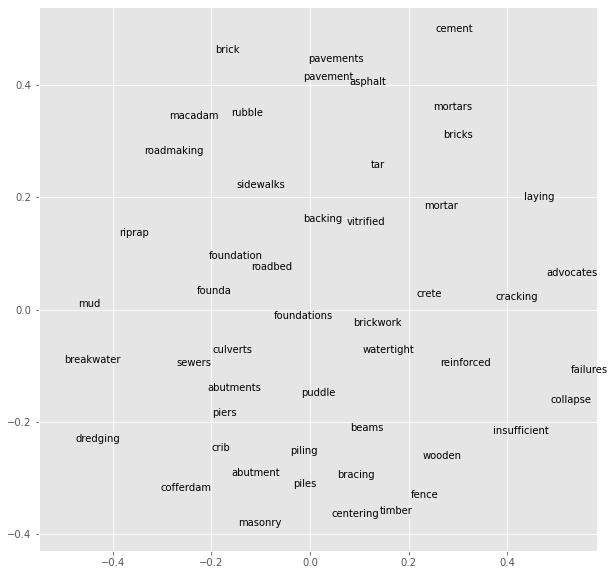 cement
brick
pavements
pavement
asphalt
0.4
mortars
rubble
macadam
bricks
roadmaking
tar
sidewalks
laying
0.2
mortar
backing
vitrified
riprap
foundation
roadbed
advocates
founda
crete
cracking
mud
0.0
foundations
brickwork
culverts
watertight
breakwater
sewers
reinforced
failures
abutments
puddle
collapse
piers
−0.2
beams
insufficient
dredging
crib
piling
wooden
abutment
bracing
piles
cofferdam
fence
timber
centering
masonry
−0.4
−0.4 −0.2 0.0 0.2 0.4